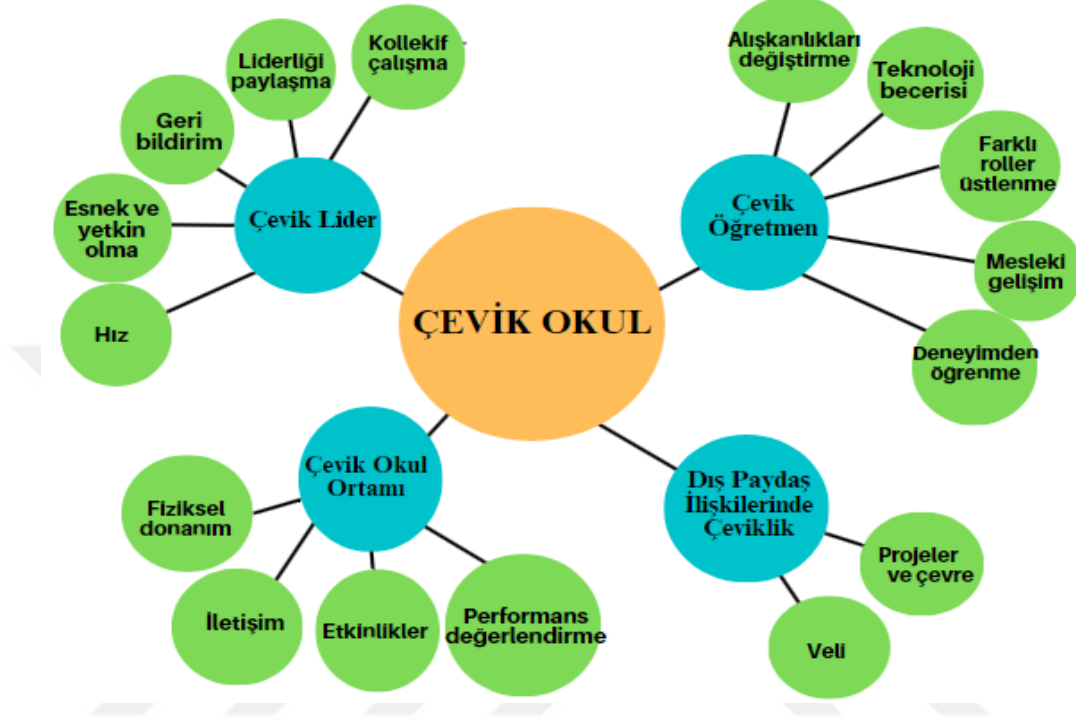 ÇEVİK OKUL
Çevik Lider
Kollekif
çalışma
Liderliği
paylaşma
Geri
bildirim
Esnek ve
yetkin
olma
Hız
Çevik
Öğretmen
Alışkanlıkları
değiştirme
Teknoloji
becerisi
Farklı
roller
üstlenme
Mesleki
gelişim
Deneyimden
öğrenme
Çevik Okul
Ortamı
Fiziksel
donanım
İletişim
Etkinlikler
Performans
değerlendirme
Dış Paydaş
İlişkilerinde
Çeviklik
Projeler
ve çevre
Veli